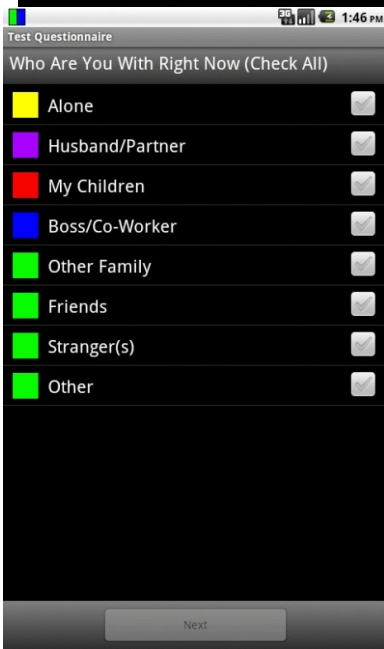 3G
1:46 PM
Test Questionnaire
Who Are You With Right Now (Check All)
Alone
Husband/Partner
My Children
Boss/Co-Worker
Other Family
Friends
Stranger(s)
Other
Next